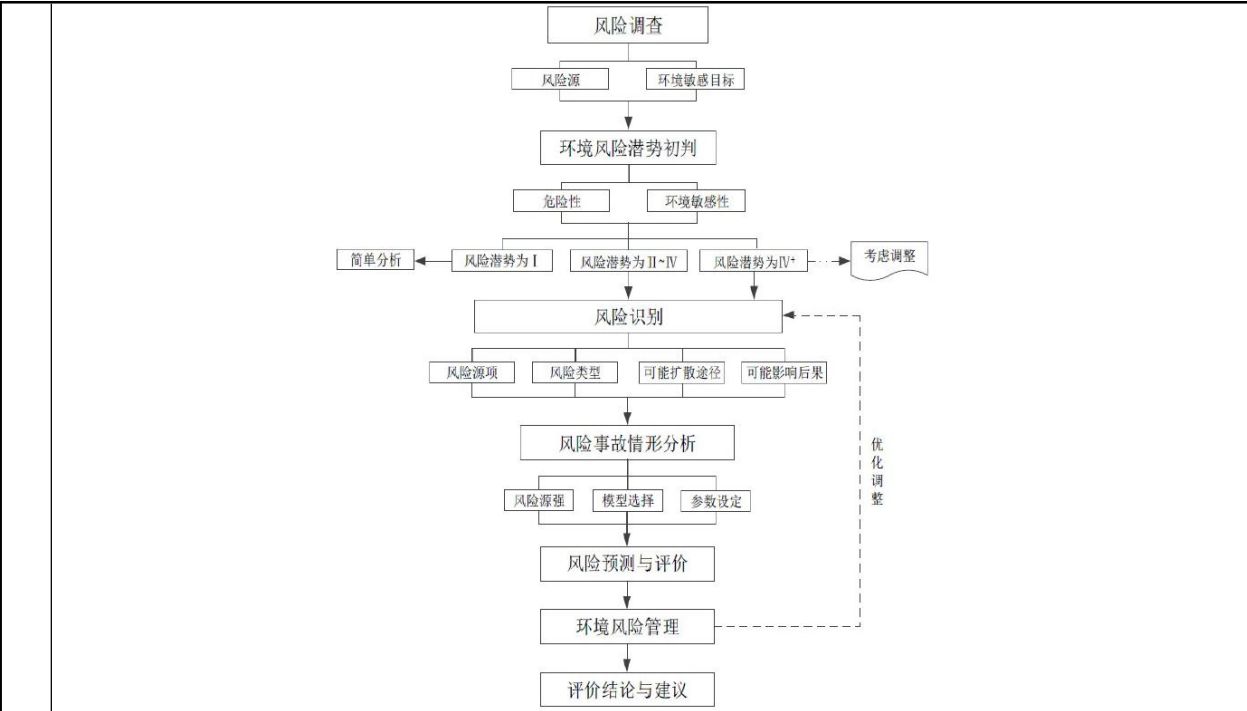 风险调查
风险源
环境敏感目标
环境风险潜势初判
危险性
环境敏感性
简单分析
风险潜势为Ⅰ
风险潜势为Ⅱ~Ⅳ
风险潜势为Ⅳ+
考虑调整
风险识别
风险源项
风险类型
可能扩散途径
可能影响后果
风险事故情形分析
优化调整
风险源强
模型选择
参数设定
风险预测与评价
环境风险管理
评价结论与建议